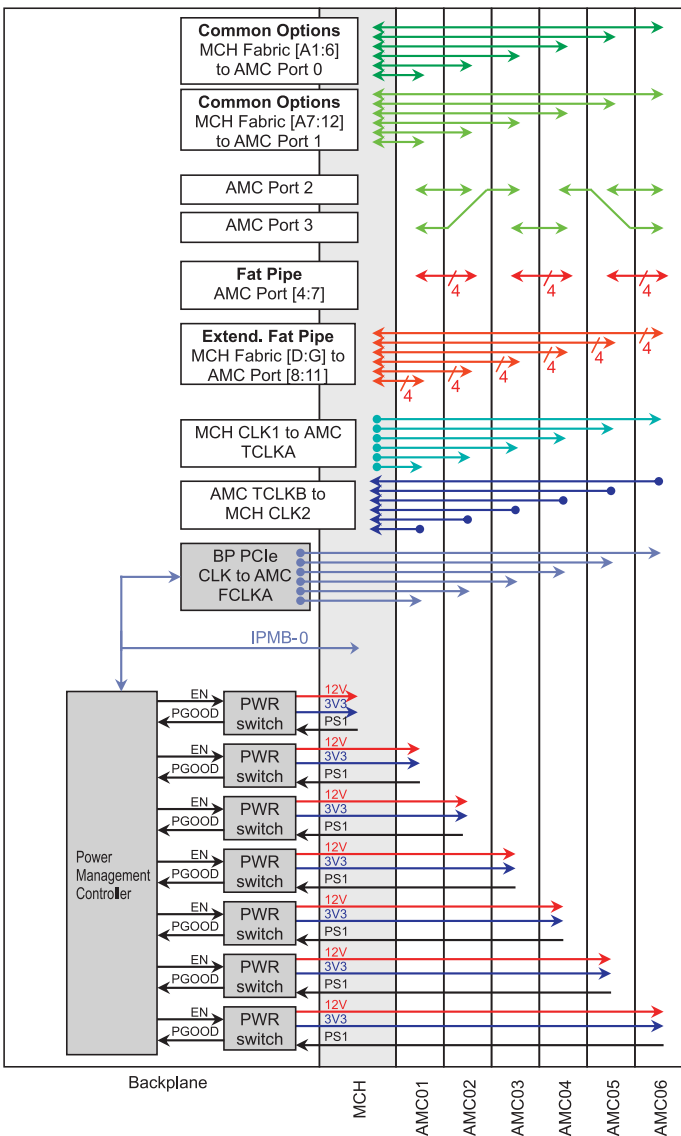 Common Options
MCH Fabric [A1:6]
to AMC Port 0
Common Options
MCH Fabric [A7:12]
to AMC Port 1
AMC Port 2
AMC Port 3
Fat Pipe
AMC Port [4:7]
4
4
4
Extend. Fat Pipe
MCH Fabric [D:G] to
AMC Port [8:11]
4
4
4
4
4
4
MCH CLK1 to AMC
TCLKA
AMC TCLKB to
MCH CLK2
BP PCIe
CLK to AMC
FCLKA
IPMB-0
Power
Management
Controller
EN
PGOOD
PWR
switch
12V
3V3
PS1
EN
PGOOD
PWR
switch
12V
3V3
PS1
EN
PGOOD
PWR
switch
12V
3V3
PS1
EN
PGOOD
PWR
switch
12V
3V3
PS1
EN
PGOOD
PWR
switch
12V
3V3
PS1
EN
PGOOD
PWR
switch
12V
3V3
PS1
EN
PGOOD
PWR
switch
12V
3V3
PS1
Backplane
MCH
AMC01
AMC02
AMC03
AMC04
AMC05
AMC06